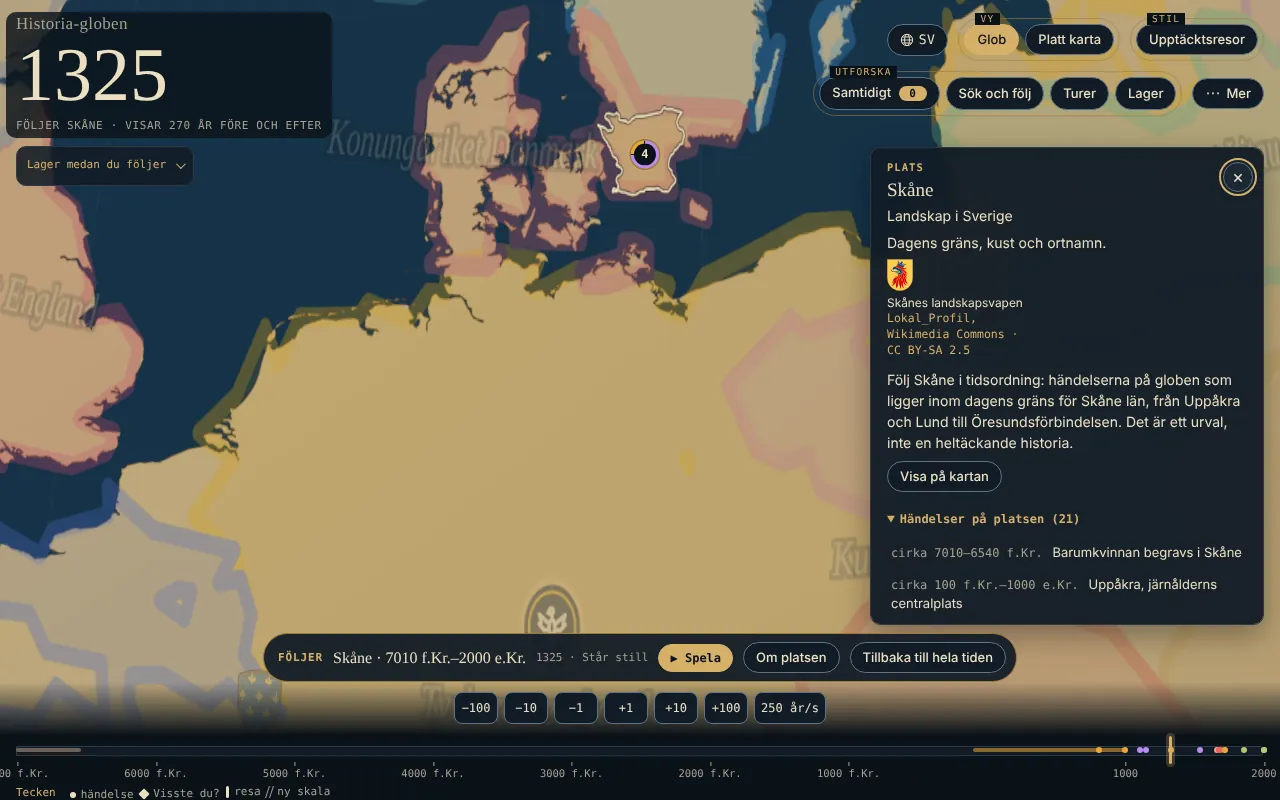 Historia-globen
1325
FÖLJER SKÅNE · VISAR 270 ÅR FÖRE OCH EFTER
Lager medan du följer
SV
VY
Glob
Platt karta
STIL
Upptäcktsresor
UTFORSKA
Samtidigt 0
Sök och följ
Turer
Lager
··· Mer
Konungariket Danmark
4
England
PLATS
Skåne
Landskap i Sverige
Dagens gräns, kust och ortnamn.
Skånes landskapsvapen
Lokal_Profil,
Wikimedia Commons ·
CC BY-SA 2.5
Följ Skåne i tidsordning: händelserna på globen som
ligger inom dagens gräns för Skåne län, från Uppåkra
och Lund till Öresundsförbindelsen. Det är ett urval,
inte en heltäckande historia.
Visa på kartan
▼ Händelser på platsen (21)
cirka 7010–6540 f.Kr. Barumkvinnan begravs i Skåne
cirka 100 f.Kr.–1000 e.Kr. Uppåkra, järnålderns
centralplats
FÖLJER Skåne · 7010 f.Kr.–2000 e.Kr. 1325 · Står still ▶ Spela Om platsen Tillbaka till hela tiden
−100 −10 −1 +1 +10 +100 250 år/s
00 f.Kr. 6000 f.Kr. 5000 f.Kr. 4000 f.Kr. 3000 f.Kr. 2000 f.Kr. 1000 f.Kr. 1000 2000
Tecken ● händelse ◆ Visste du? resa // ny skala